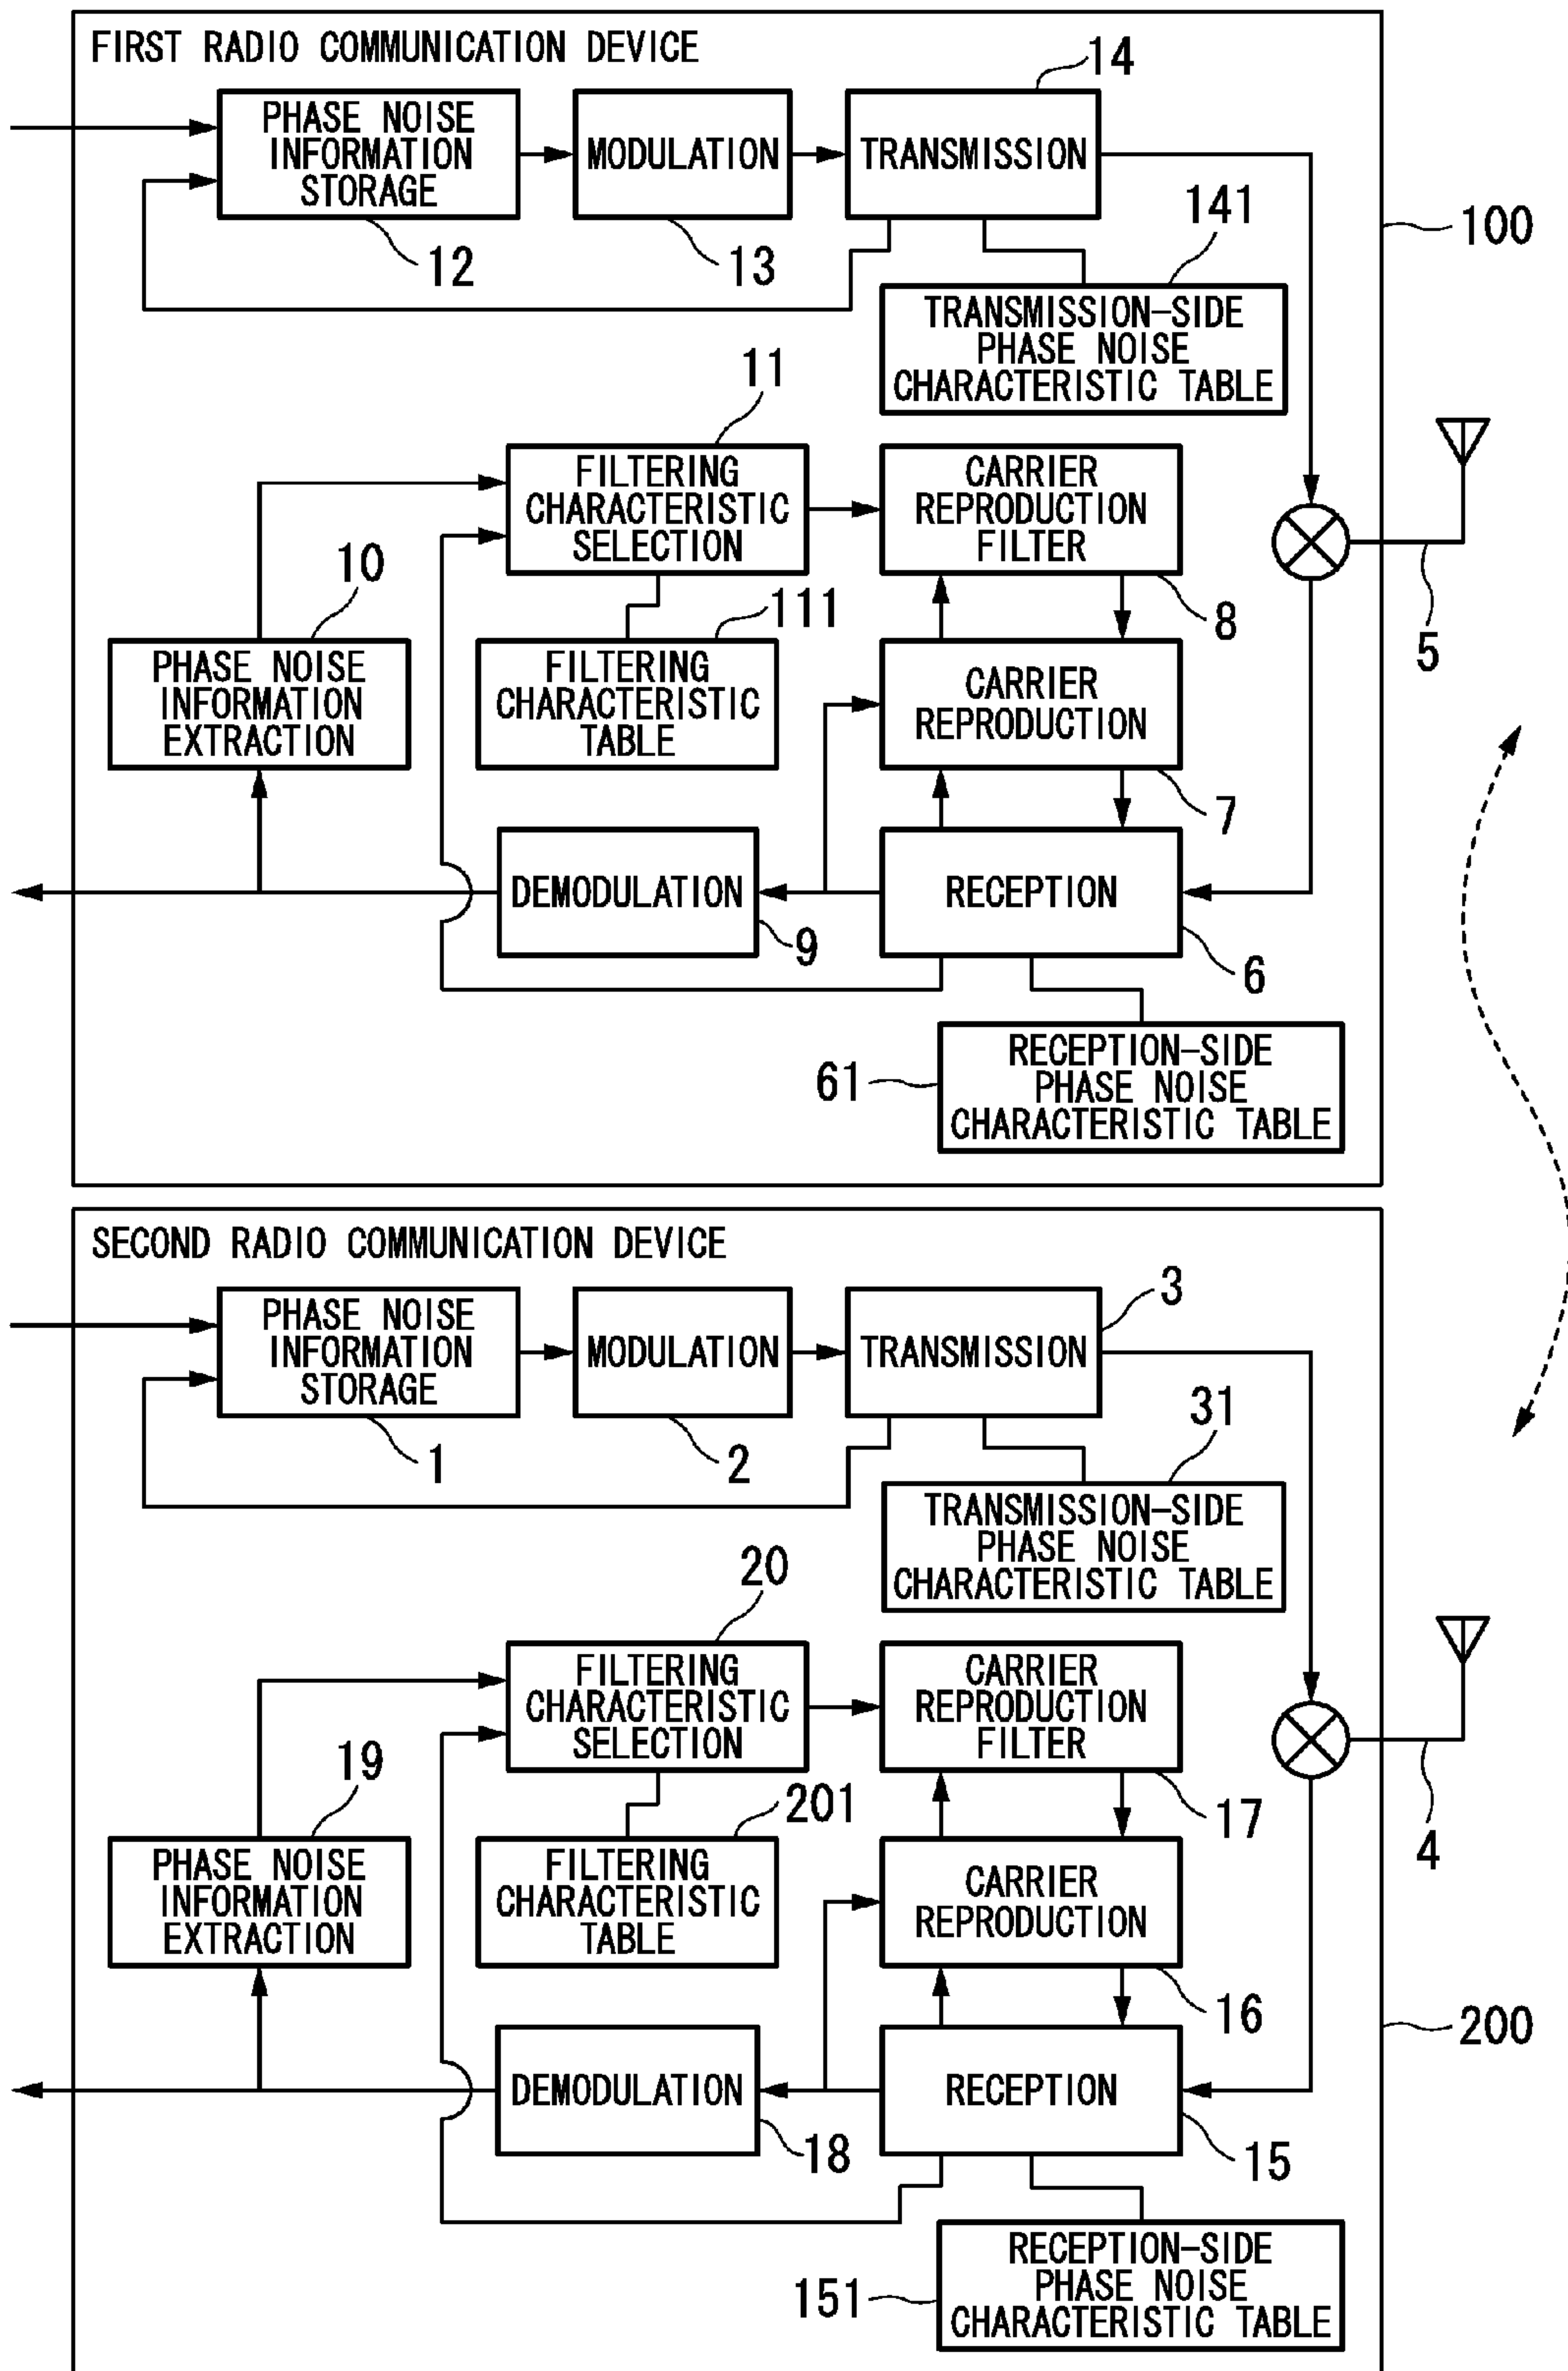 FIRST RADIO COMMUNICATION DEVICE
14
PHASE NOISE
INFORMATION
STORAGE
MODULATION
TRANSMISSION
12
13
141
100
TRANSMISSION-SIDE
PHASE NOISE
CHARACTERISTIC TABLE
11
FILTERING
CHARACTERISTIC
SELECTION
CARRIER
REPRODUCTION
FILTER
10
111
8
5
PHASE NOISE
INFORMATION
EXTRACTION
FILTERING
CHARACTERISTIC
TABLE
CARRIER
REPRODUCTION
7
DEMODULATION
RECEPTION
9
6
61
RECEPTION-SIDE
PHASE NOISE
CHARACTERISTIC TABLE
SECOND RADIO COMMUNICATION DEVICE
3
PHASE NOISE
INFORMATION
STORAGE
MODULATION
TRANSMISSION
1
2
31
TRANSMISSION-SIDE
PHASE NOISE
CHARACTERISTIC TABLE
20
FILTERING
CHARACTERISTIC
SELECTION
CARRIER
REPRODUCTION
FILTER
19
201
17
4
PHASE NOISE
INFORMATION
EXTRACTION
FILTERING
CHARACTERISTIC
TABLE
CARRIER
REPRODUCTION
16
200
DEMODULATION
RECEPTION
18
15
151
RECEPTION-SIDE
PHASE NOISE
CHARACTERISTIC TABLE